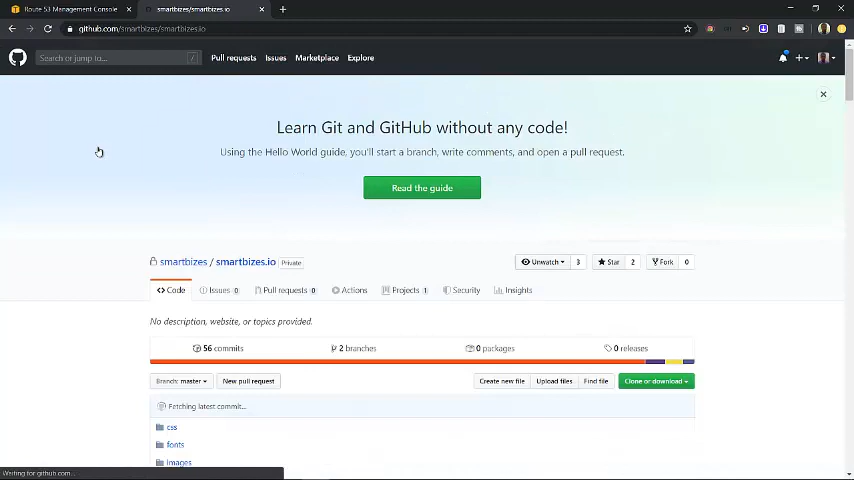 Route 53 Management Console
smartbizes/smartbizes.io
github.com/smartbizes/smartbizes.io
Search or jump to...
/
Pull requests
Issues
Marketplace
Explore
Learn Git and GitHub without any code!
Using the Hello World guide, you'll start a branch, write comments, and open a pull request.
Read the guide
smartbizes / smartbizes.io Private
Unwatch 3
Star 2
Fork 0
Code
Issues 0
Pull requests 0
Actions
Projects 1
Security
Insights
No description, website, or topics provided.
56 commits
2 branches
0 packages
0 releases
Branch: master
New pull request
Create new file
Upload files
Find file
Clone or download
Fetching latest commit...
css
fonts
images
Waiting for github.com...